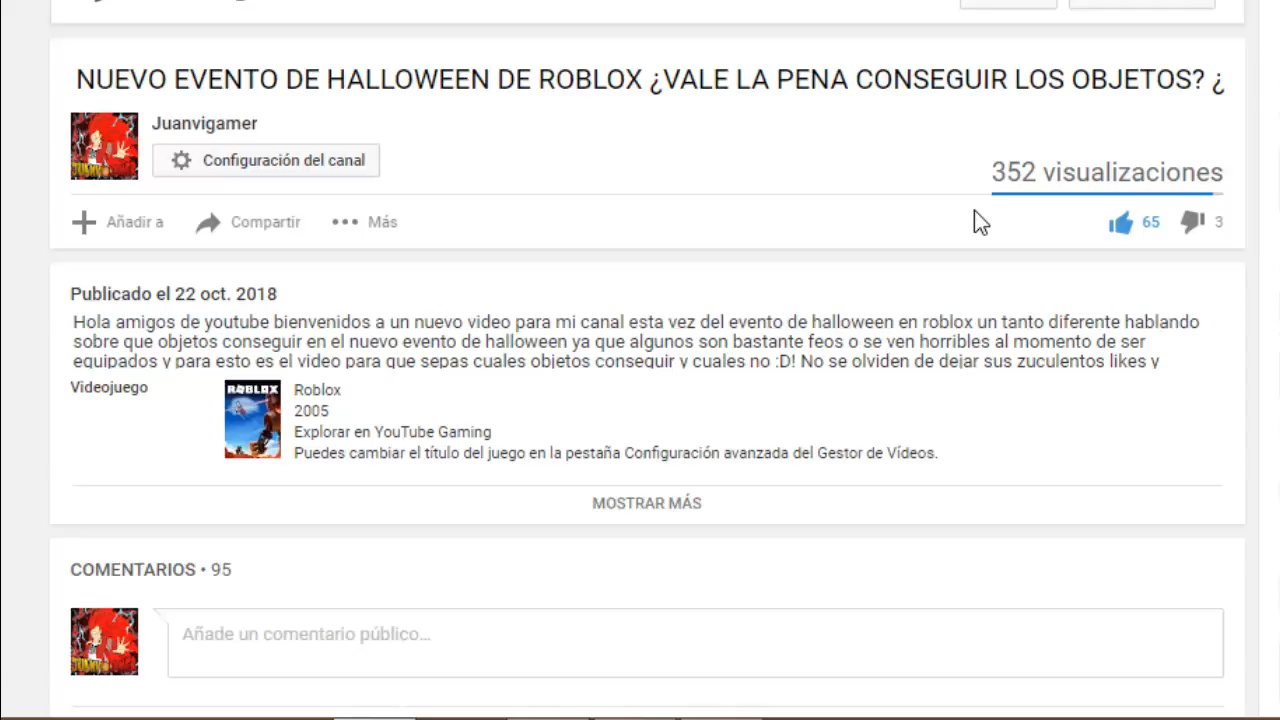 NUEVO EVENTO DE HALLOWEEN DE ROBLOX ¿VALE LA PENA CONSEGUIR LOS OBJETOS? ¿
Juanvigamer
Configuración del canal
352 visualizaciones
Añadir a
Compartir
Más
65
3
Publicado el 22 oct. 2018
Hola amigos de youtube bienvenidos a un nuevo video para mi canal esta vez del evento de halloween en roblox un tanto diferente hablando
sobre que objetos conseguir en el nuevo evento de halloween ya que algunos son bastante feos o se ven horribles al momento de ser
equipados y para esto es el video para que sepas cuales objetos conseguir y cuales no :D! No se olviden de dejar sus zuculentos likes y
Videojuego
ROBLOX
Roblox
2005
Explorar en YouTube Gaming
Puedes cambiar el título del juego en la pestaña Configuración avanzada del Gestor de Vídeos.
MOSTRAR MÁS
COMENTARIOS • 95
Añade un comentario público...